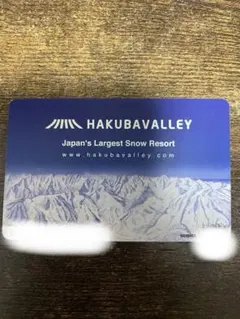 HAKUBAVALLEY
Japan's Largest Snow Resort
www.hakubavalley.com